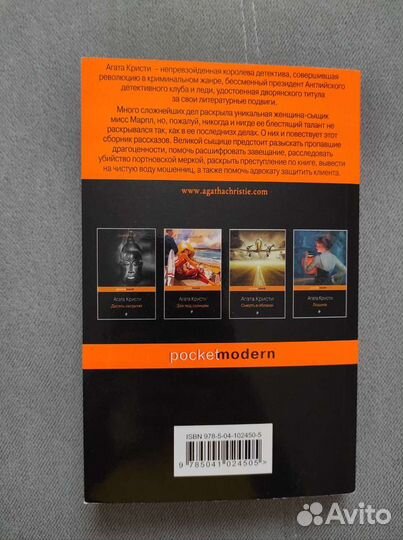 Агата Кристи – непревзойденная королева детектива, совершившая
революцию в криминальном жанре, бессменный президент Английского
детективного клуба и леди, удостоенная дворянского титула
за свои литературные подвиги.
Много сложнейших дел раскрыла уникальная женщина-сыщик
мисс Марпл, но, пожалуй, никогда и нигде ее блестящий талант не
раскрывался так, как в ее последних делах. О них и повествует этот
сборник рассказов. Великой сыщице предстоит разыскать пропавшие
драгоценности, помочь расшифровать завещание, расследовать
убийство портновской меркой, раскрыть преступление по книге, вывести
на чистую воду мошенниц, а также помочь адвокату защитить клиента.
www.agathachristie.com
Агата Кристи
Десять негритят
Агата Кристи
Зло под солнцем
Агата Кристи
Смерть в облаках
Агата Кристи
Лощина
pocketmodern
ISBN 978-5-04-102450-5
9 785041 024505 >
Avito